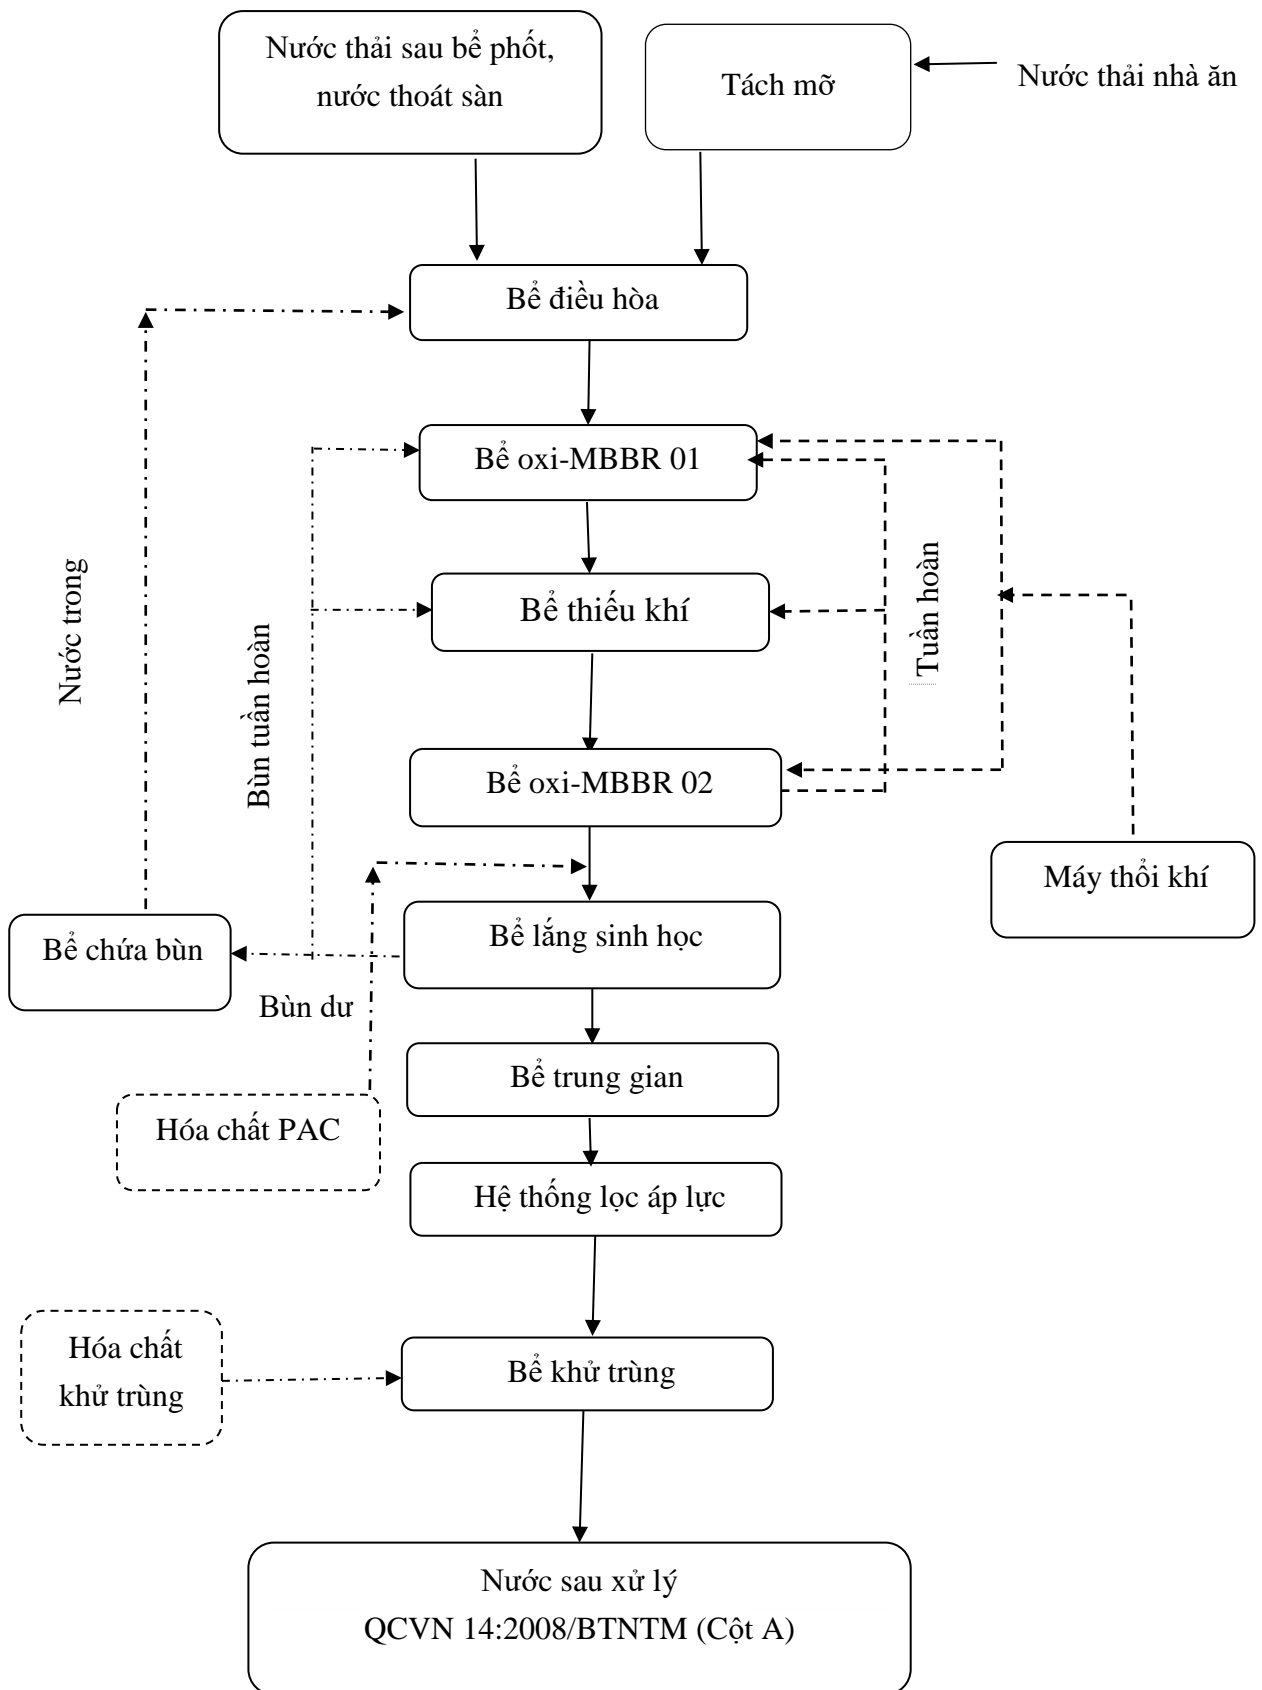 Nước thải sau bể phốt,
nước thoát sàn
Tách mỡ
Nước thải nhà ăn
Bể điều hòa
Bể oxi-MBBR 01
Bể thiếu khí
Tuần hoàn
Nước trong
Bùn tuần hoàn
Bể oxi-MBBR 02
Máy thổi khí
Bể chứa bùn
Bể lắng sinh học
Bùn dư
Bể trung gian
Hóa chất PAC
Hệ thống lọc áp lực
Hóa chất
khử trùng
Bể khử trùng
Nước sau xử lý
QCVN 14:2008/BTNTM (Cột A)